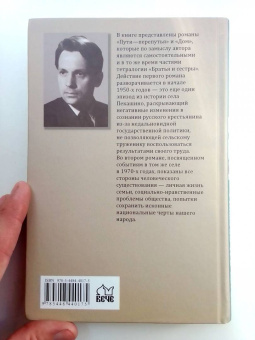 В книге представлены романы
«Пути-перепутья» и «Дом»,
которые по замыслу автора
являются самостоятельными
и в то же время частями
тетралогии «Братья и сестры».
Действие первого романа
разворачивается в начале
1950-х годов — это еще один
эпизод из истории села
Пекашино, раскрывающий
негативные изменения в
сознании русского крестьянина
из-за недальновидной
государственной политики,
не позволяющей сельскому
труженику воспользоваться
результатами своего труда.
Во втором романе, посвященном
событиям в том же селе
в 1970-х годах, показаны все
стороны человеческого
существования — личная жизнь,
семья, социально-нравственные
проблемы общества, попытки
сохранить исконные
национальные черты нашего
народа.
ВЕЧЕ